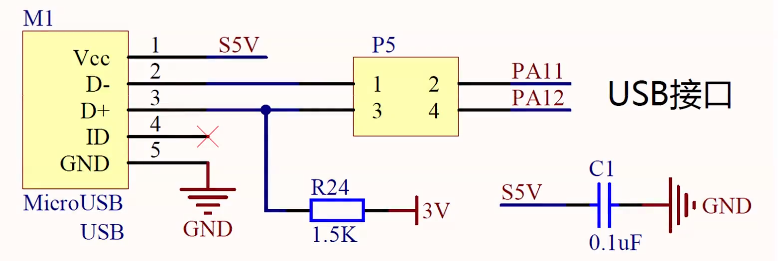 M1
Vcc 1 S5V
D- 2
D+ 3
ID 4
GND 5
MicroUSB
USB
GND
P5
1 2 PA11
3 4 PA12
USB接口
R24
1.5K
3V
S5V
C1
0.1uF
GND